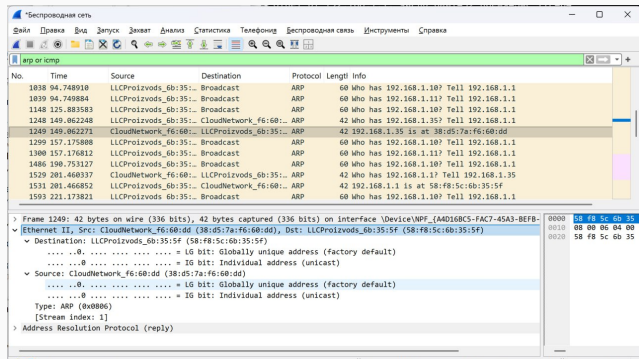 *Беспроводная сеть
Файл Правка Вид Запуск Захват Анализ Статистика Телефония Беспроводная связь Инструменты Справка
arp or icmp
No. Time Source Destination Protocol Lengtl Info
1038 94.748910 LLCProizvods_6b:35:… Broadcast ARP 60 Who has 192.168.1.10? Tell 192.168.1.1
1039 94.749884 LLCProizvods_6b:35:… Broadcast ARP 60 Who has 192.168.1.11? Tell 192.168.1.1
1148 125.883583 LLCProizvods_6b:35:… Broadcast ARP 60 Who has 192.168.1.10? Tell 192.168.1.1
1248 149.062248 LLCProizvods_6b:35:… CloudNetwork_f6:60:… ARP 42 Who has 192.168.1.35? Tell 192.168.1.1
1249 149.062271 CloudNetwork_f6:60:… LLCProizvods_6b:35:… ARP 42 192.168.1.35 is at 38:d5:7a:f6:60:dd
1299 157.175808 LLCProizvods_6b:35:… Broadcast ARP 60 Who has 192.168.1.11? Tell 192.168.1.1
1300 157.176812 LLCProizvods_6b:35:… Broadcast ARP 60 Who has 192.168.1.10? Tell 192.168.1.1
1486 190.753127 LLCProizvods_6b:35:… Broadcast ARP 60 Who has 192.168.1.10? Tell 192.168.1.1
1529 201.460337 CloudNetwork_f6:60:… LLCProizvods_6b:35:… ARP 42 Who has 192.168.1.1? Tell 192.168.1.35
1531 201.466852 LLCProizvods_6b:35:… CloudNetwork_f6:60:… ARP 42 192.168.1.1 is at 58:f8:5c:6b:35:5f
1593 221.173821 LLCProizvods_6b:35:… Broadcast ARP 60 Who has 192.168.1.10? Tell 192.168.1.1
Frame 1249: 42 bytes on wire (336 bits), 42 bytes captured (336 bits) on interface \Device\NPF_{A4D16BC5-FAC7-45A3-BEFB-
Ethernet II, Src: CloudNetwork_f6:60:dd (38:d5:7a:f6:60:dd), Dst: LLCProizvods_6b:35:5f (58:f8:5c:6b:35:5f)
Destination: LLCProizvods_6b:35:5f (58:f8:5c:6b:35:5f)
.... ..0. .... .... .... .... = LG bit: Globally unique address (factory default)
.... ...0 .... .... .... .... = IG bit: Individual address (unicast)
Source: CloudNetwork_f6:60:dd (38:d5:7a:f6:60:dd)
.... ..0. .... .... .... .... = LG bit: Globally unique address (factory default)
.... ...0 .... .... .... .... = IG bit: Individual address (unicast)
Type: ARP (0x0806)
[Stream index: 1]
Address Resolution Protocol (reply)
0000 58 f8 5c 6b 35
0010 08 00 06 04 00
0020 58 f8 5c 6b 35